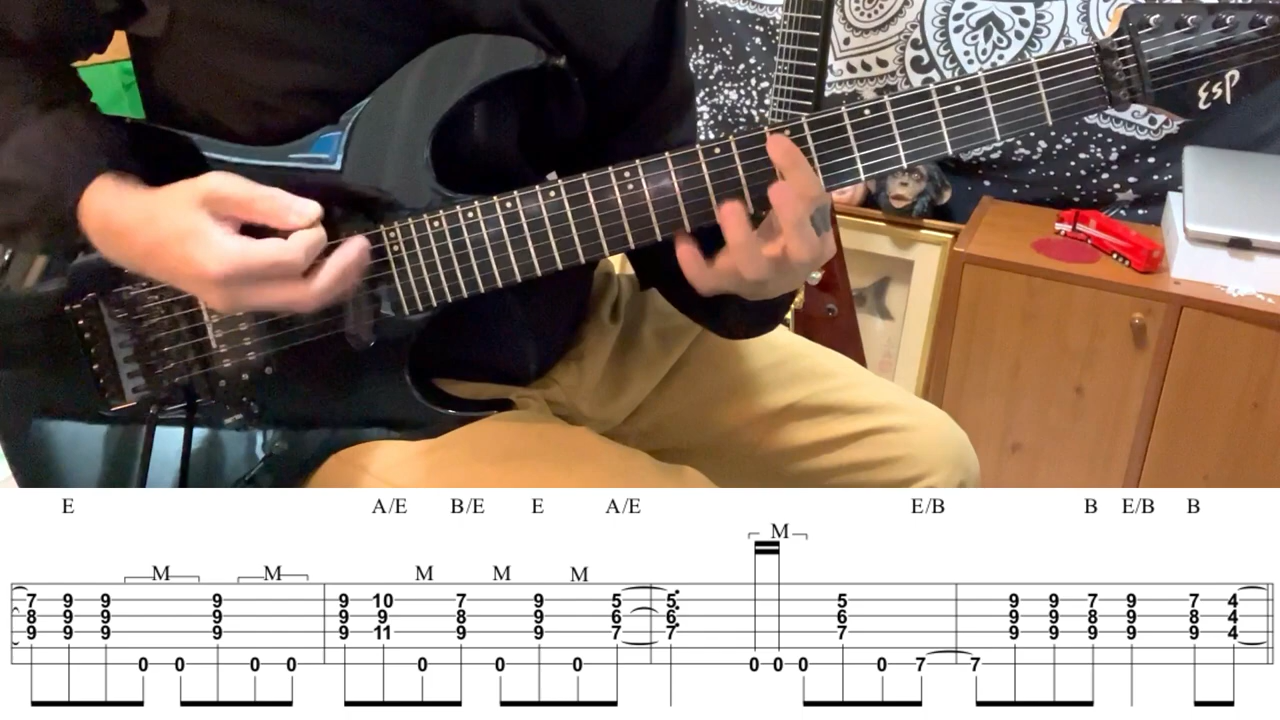 ESP
E A/E B/E E A/E E/B B E/B B
M
M M M M M
7 9 9 9 9 10 7 9 5 5 5 9 9 7 9 7 4
8 9 9 9 9 9 8 9 6 6 6 9 9 8 9 8 4
9 9 9 9 9 11 9 9 7 7 7 9 9 9 9 9 4
0 0 0 0 0 0 0 0 0 0 0 7 7